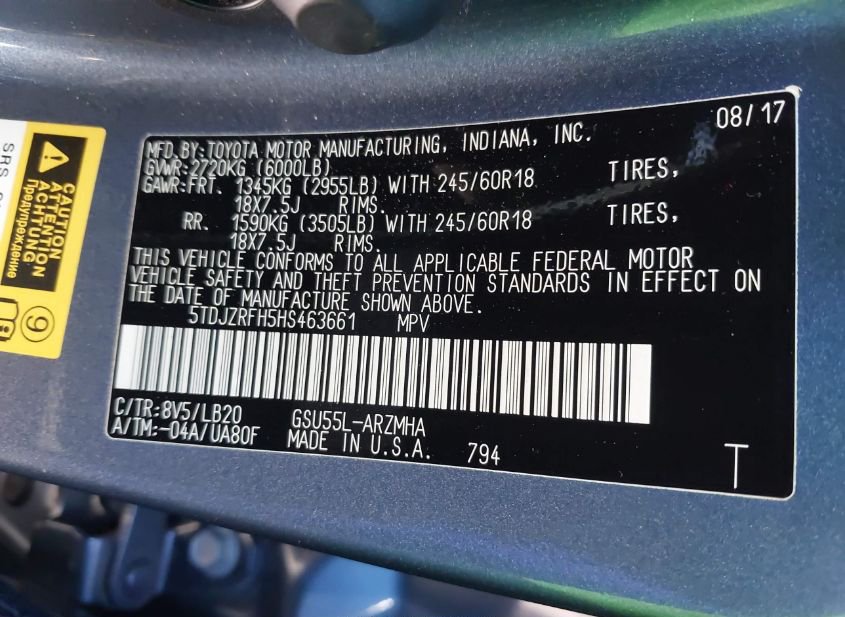 08/17
MFD BY:TOYOTA MOTOR MANUFACTURING, INDIANA, INC.
GVWR:2720KG (6000LB)
GAWR:FRT. 1345KG (2955LB) WITH 245/60R18 TIRES,
18X7.5J RIMS.
RR. 1590KG (3505LB) WITH 245/60R18 TIRES,
18X7.5J RIMS.
THIS VEHICLE CONFORMS TO ALL APPLICABLE FEDERAL MOTOR
VEHICLE SAFETY AND THEFT PREVENTION STANDARDS IN EFFECT ON
THE DATE OF MANUFACTURE SHOWN ABOVE.
5TDJZRFH5HS463661 MPV
C/TR:8V5/LB20 GSU55L-ARZMHA
A/TM:-04A/UA80F MADE IN U.S.A. 794
T
CAUTION
ATTENTION
ACHTUNG
Предупреждение
9
SRS